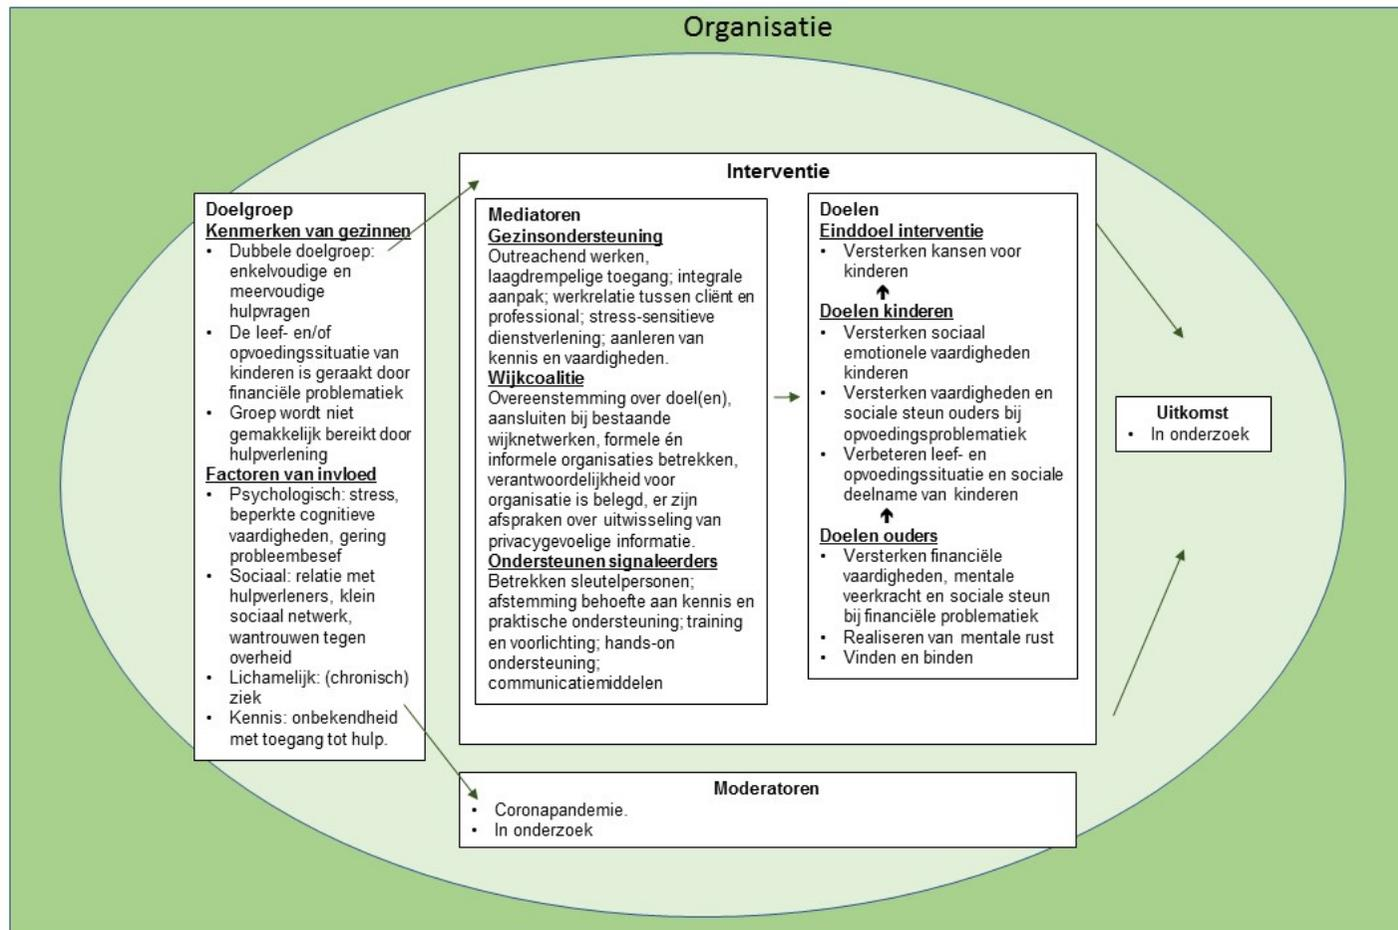 Organisatie
Doelgroep
Kenmerken van gezinnen
• Dubbele doelgroep:
enkelvoudige en
meervoudige
hulpvragen
• De leef- en/of
opvoedingssituatie van
kinderen is geraakt door
financiële problematiek
• Groep wordt niet
gemakkelijk bereikt door
hulpverlening
Factoren van invloed
• Psychologisch: stress,
beperkte cognitieve
vaardigheden, gering
probleembesef
• Sociaal: relatie met
hulpverleners, klein
sociaal netwerk,
wantrouwen tegen
overheid
• Lichamelijk: (chronisch)
ziek
• Kennis: onbekendheid
met toegang tot hulp.
Interventie
Mediatoren
Gezinsondersteuning
Outreachend werken,
laagdrempelige toegang; integrale
aanpak; werkrelatie tussen cliënt en
professional; stress-sensitieve
dienstverlening; aanleren van
kennis en vaardigheden.
Wijkcoalitie
Overeenstemming over doel(en),
aansluiten bij bestaande
wijknetwerken, formele én
informele organisaties betrekken,
verantwoordelijkheid voor
organisatie is belegd, er zijn
afspraken over uitwisseling van
privacygevoelige informatie.
Ondersteunen signaleerders
Betrekken sleutelpersonen;
afstemming behoefte aan kennis en
praktische ondersteuning; training
en voorlichting; hands-on
ondersteuning;
communicatiemiddelen
Doelen
Einddoel interventie
• Versterken kansen voor
kinderen
Doelen kinderen
• Versterken sociaal
emotionele vaardigheden
kinderen
• Versterken vaardigheden en
sociale steun ouders bij
opvoedingsproblematiek
• Verbeteren leef- en
opvoedingssituatie en sociale
deelname van kinderen
Doelen ouders
• Versterken financiële
vaardigheden, mentale
veerkracht en sociale steun
bij financiële problematiek
• Realiseren van mentale rust
• Vinden en binden
Uitkomst
• In onderzoek
Moderatoren
• Coronapandemie.
• In onderzoek